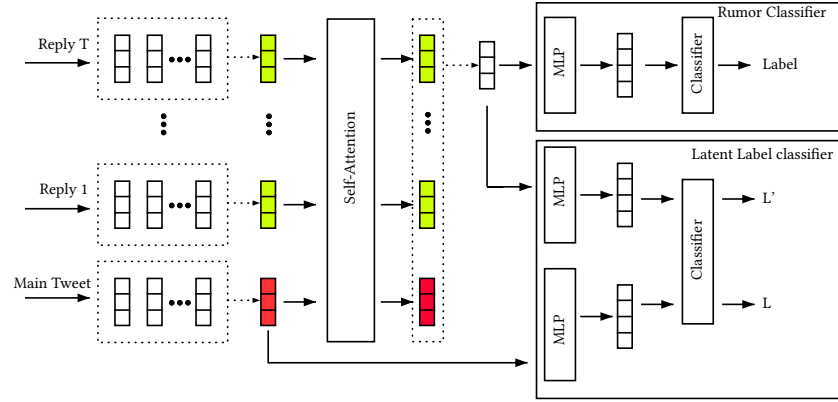 Rumor Classifier
Reply T
MLP
Classifier
Label
Self-Attention
Latent Label classifier
Reply 1
MLP
L'
Classifier
Main Tweet
MLP
L